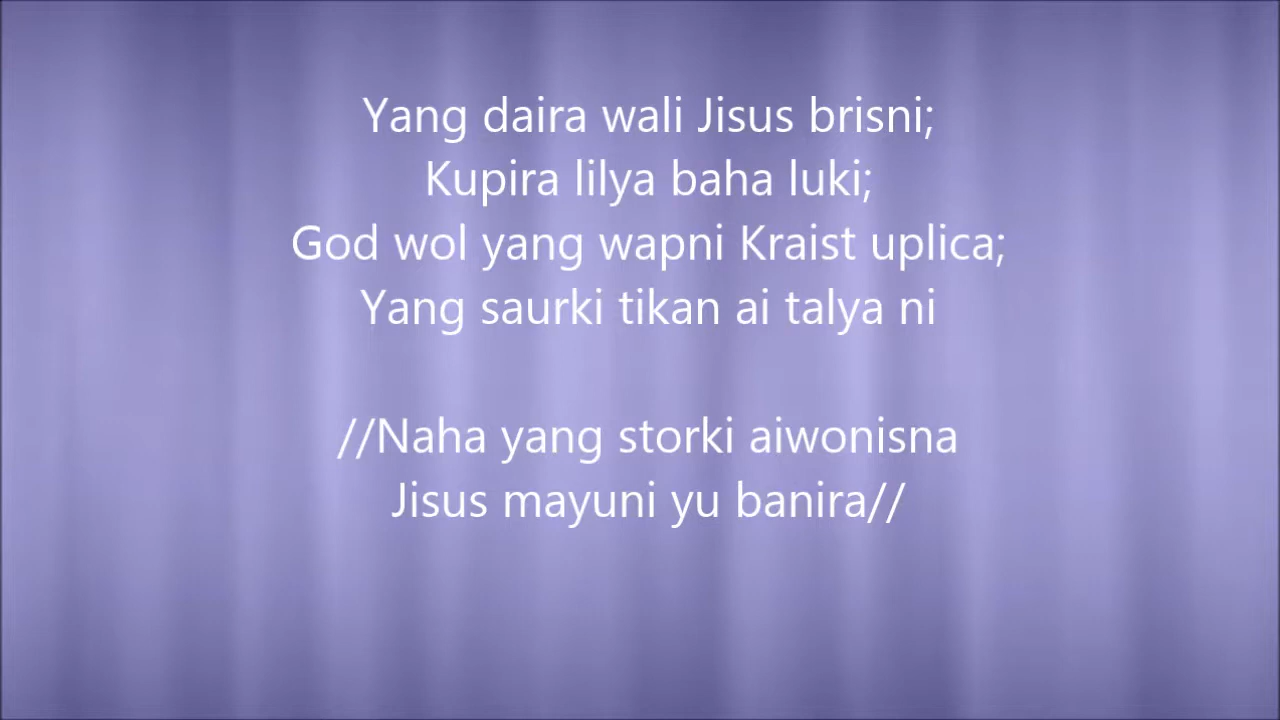 Yang daira wali Jisus brisni;
Kupira lilya baha luki;
God wol yang wapni Kraist uplica;
Yang saurki tikan ai talya ni
//Naha yang storki aiwonisna
Jisus mayuni yu banira//